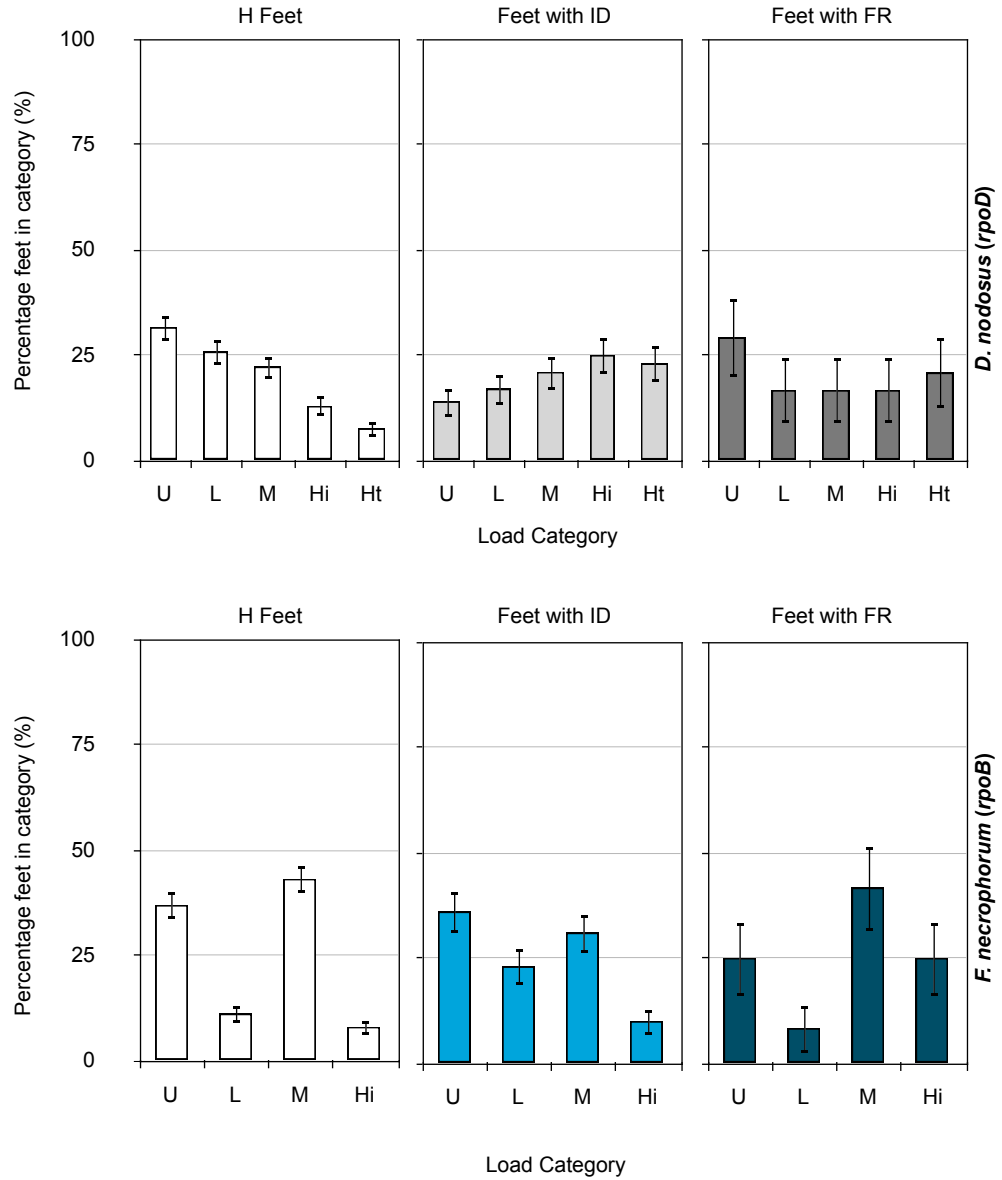 H Feet
Feet with ID
Feet with FR
100
75
50
25
0
Percentage feet in category (%)
U L M Hi Ht
U L M Hi Ht
U L M Hi Ht
Load Category
D. nodosus (rpoD)
H Feet
Feet with ID
Feet with FR
100
75
50
25
0
Percentage feet in category (%)
U L M Hi
U L M Hi
U L M Hi
Load Category
F. necrophorum (rpoB)